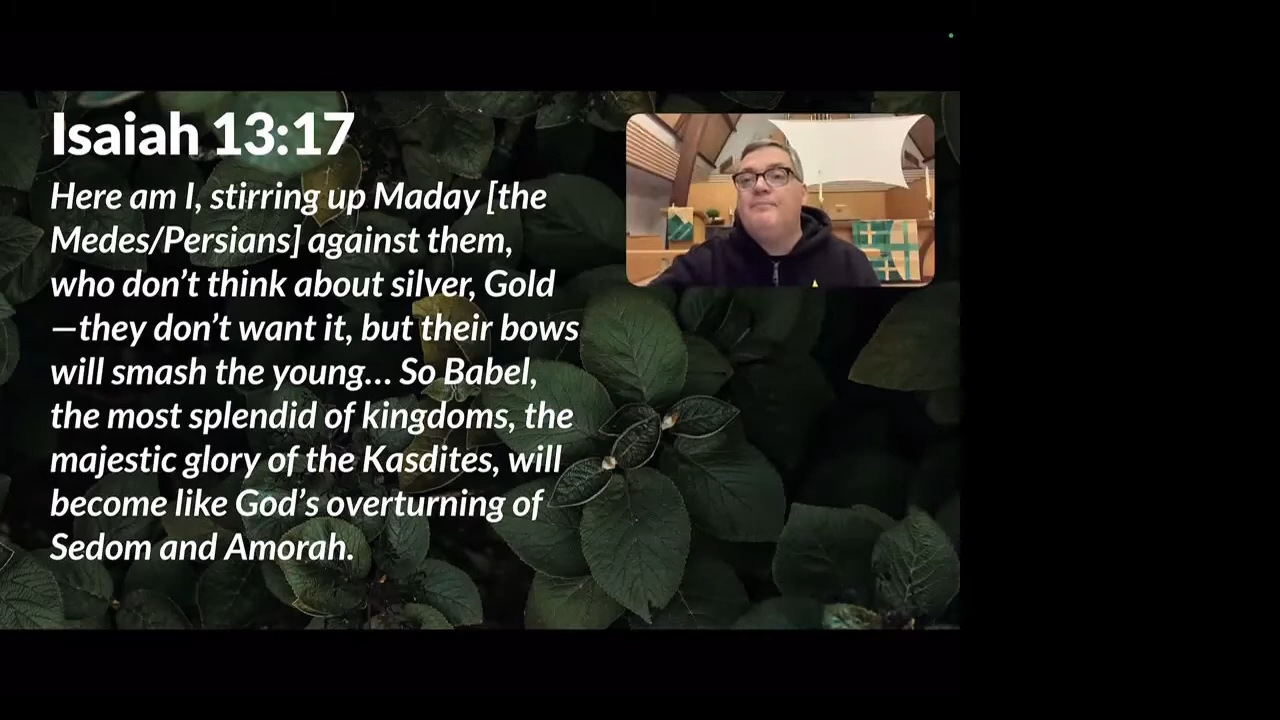 Isaiah 13:17
Here am I, stirring up Maday [the
Medes/Persians] against them,
who don’t think about silver, Gold
—they don’t want it, but their bows
will smash the young... So Babel,
the most splendid of kingdoms, the
majestic glory of the Kasdites, will
become like God’s overturning of
Sedom and Amorah.